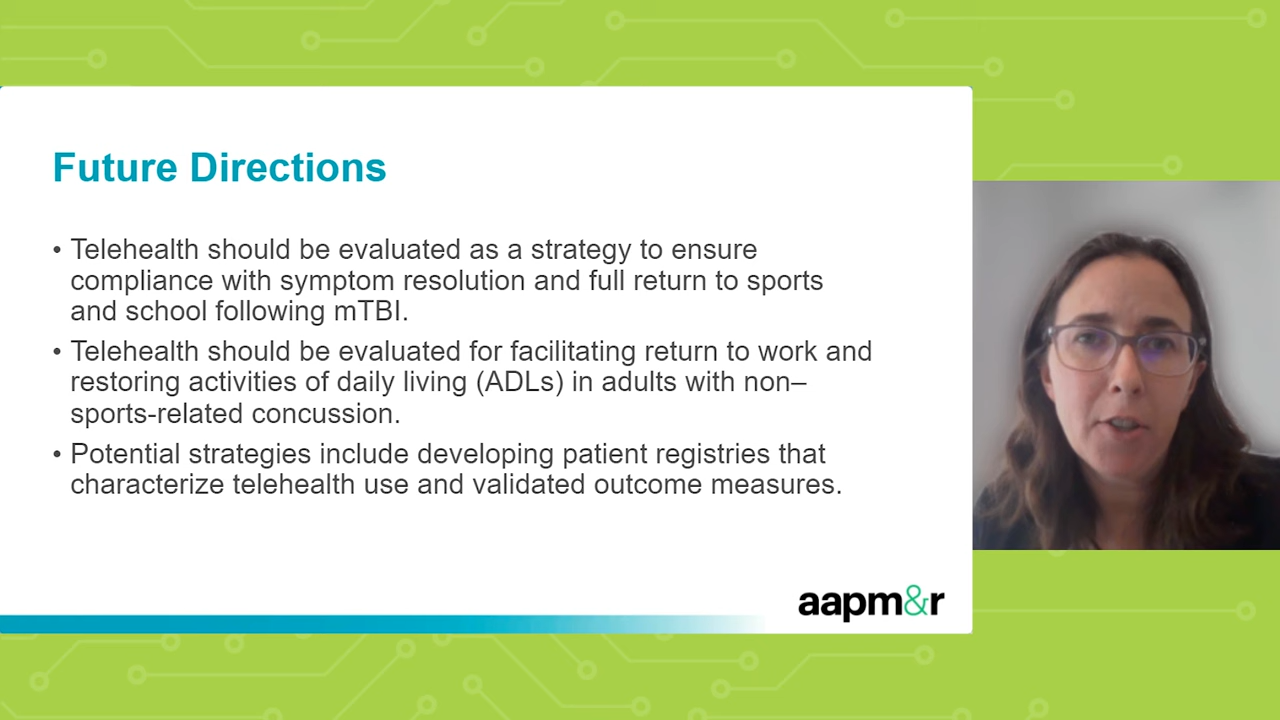 Future Directions
• Telehealth should be evaluated as a strategy to ensure
compliance with symptom resolution and full return to sports
and school following mTBI.
• Telehealth should be evaluated for facilitating return to work and
restoring activities of daily living (ADLs) in adults with non–
sports-related concussion.
• Potential strategies include developing patient registries that
characterize telehealth use and validated outcome measures.
aapm&r